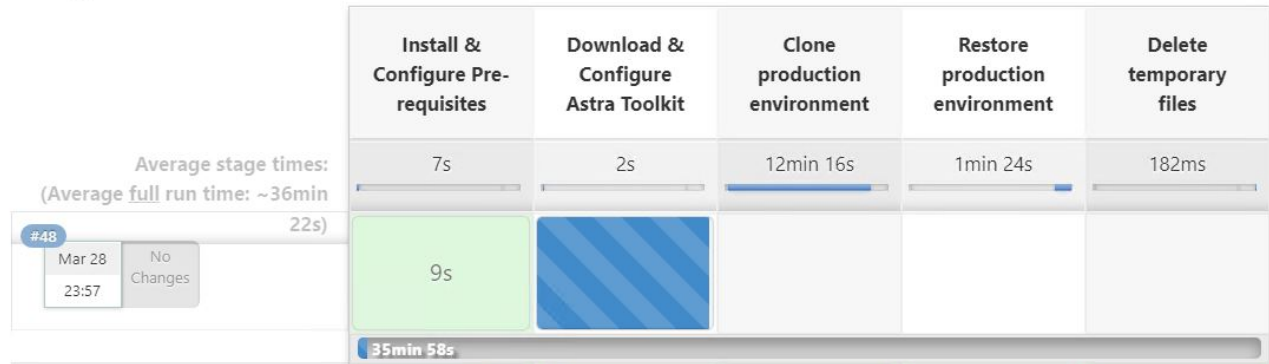 Install &
Configure Pre-
requisites
Download &
Configure
Astra Toolkit
Clone
production
environment
Restore
production
environment
Delete
temporary
files
Average stage times:
(Average full run time: ~36min
22s)
7s
2s
12min 16s
1min 24s
182ms
#48
Mar 28
23:57
No
Changes
9s
35min 58s